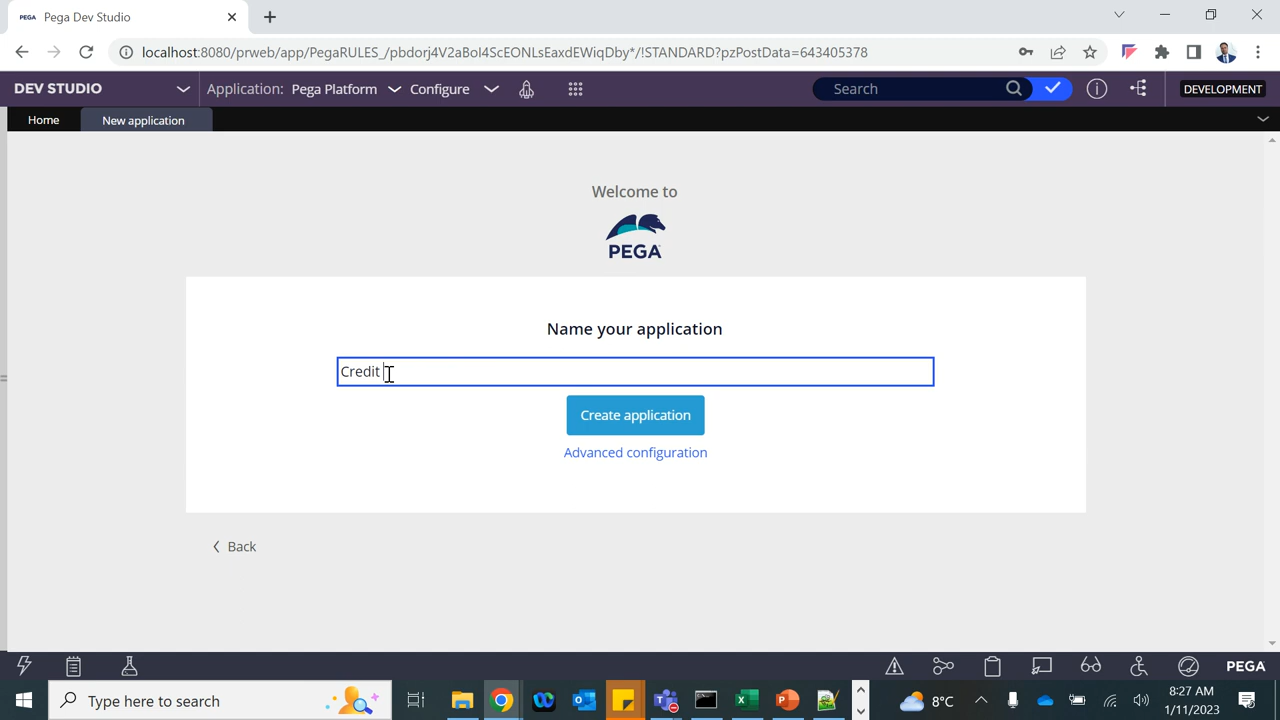 PEGA Pega Dev Studio
localhost:8080/prweb/app/PegaRULES_/pbdorj4V2aBoI4ScEONLsEaxdEWiqDby*/!STANDARD?pzPostData=643405378
DEV STUDIO Application: Pega Platform Configure Search DEVELOPMENT
Home New application
Welcome to
PEGA
Name your application
Credit
Create application
Advanced configuration
Back
PEGA
Type here to search 8°C 8:27 AM
1/11/2023